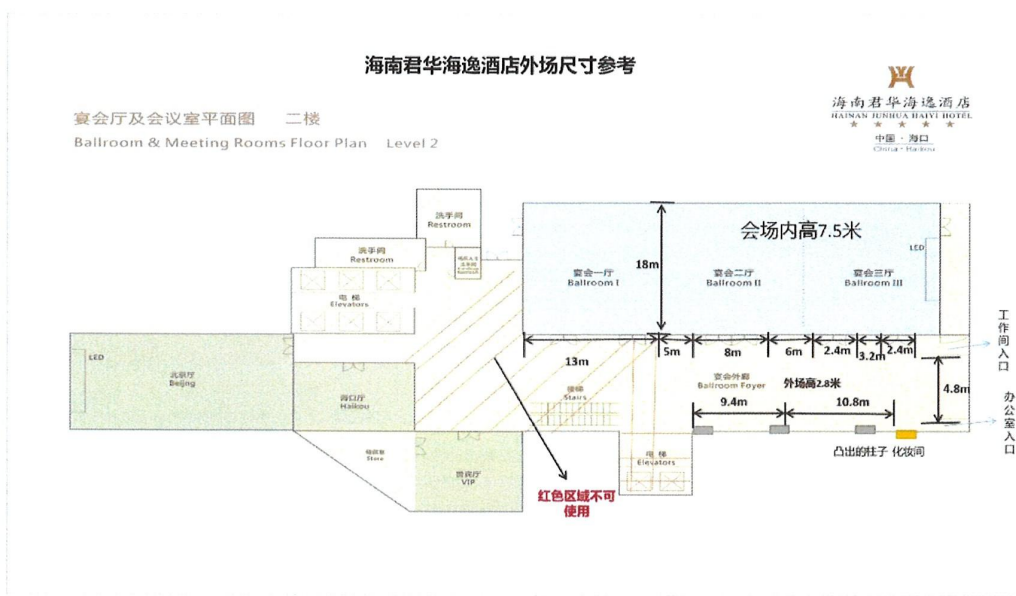 海南君华海逸酒店外场尺寸参考
海南君华海逸酒店
HAINAN JUNHUA HAIYI HOTEL
中国·海口
China·Haikou
宴会厅及会议室平面图 二楼
Ballroom & Meeting Rooms Floor Plan Level 2
洗手间
Restroom
洗手间
Restroom
电梯
Elevators
会场内高7.5米
LED
18m
宴会一厅
Ballroom I
宴会二厅
Ballroom II
宴会三厅
Ballroom III
工作间入口
13m
5m
8m
6m
2.4m
3.2m
2.4m
LED
北京厅
Beijing
海口厅
Haikou
楼梯
Stairs
宴会外廊
Ballroom Foyer
外场高2.8米
4.8m
9.4m
10.8m
办公室入口
Store
贵宾厅
VIP
电梯
Elevators
凸出的柱子 化妆间
红色区域不可
使用